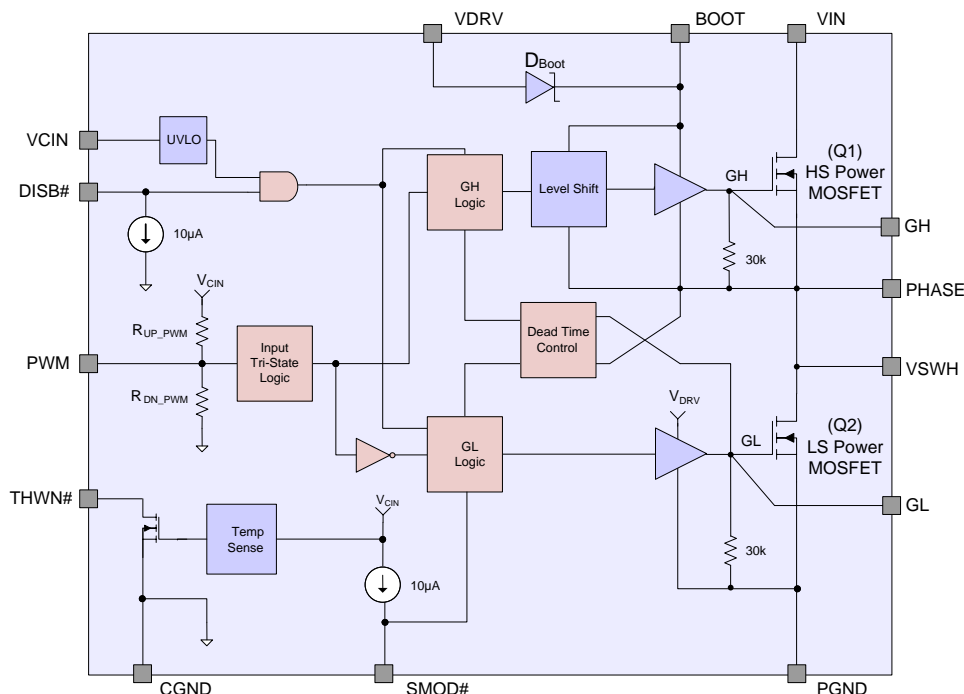 VDRV
BOOT
VIN
DBoot
VCIN
UVLO
DISB#
10µA
GH
Logic
Level Shift
GH
(Q1)
HS Power
MOSFET
30k
GH
PHASE
VCIN
RUP_PWM
PWM
Input
Tri-State
Logic
RDN_PWM
Dead Time
Control
VSWH
VDRV
GL
Logic
GL
(Q2)
LS Power
MOSFET
THWN#
Temp
Sense
VCIN
10µA
30k
GL
CGND
SMOD#
PGND